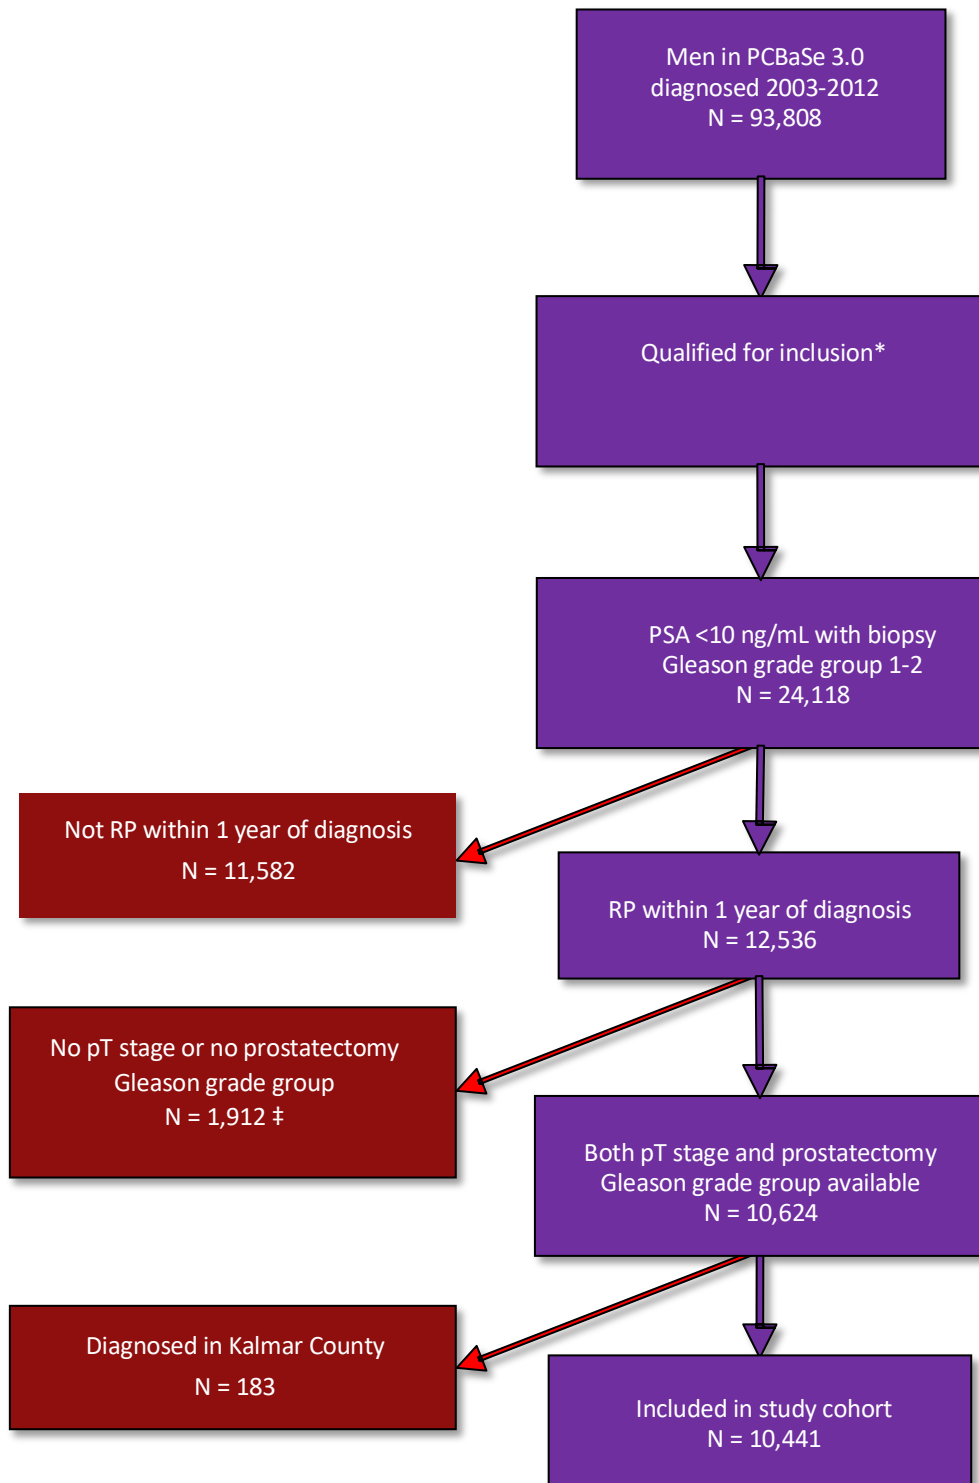 Men in PCBaSe 3.0
diagnosed 2003-2012
N = 93,808
Qualified for inclusion*
PSA <10 ng/mL with biopsy
Gleason grade group 1-2
N = 24,118
Not RP within 1 year of diagnosis
N = 11,582
RP within 1 year of diagnosis
N = 12,536
No pT stage or no prostatectomy
Gleason grade group
N = 1,912 ‡
Both pT stage and prostatectomy
Gleason grade group available
N = 10,624
Diagnosed in Kalmar County
N = 183
Included in study cohort
N = 10,441